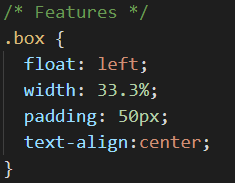 /* Features */
.box {
  float: left;
  width: 33.3%;
  padding: 50px;
  text-align:center;
}